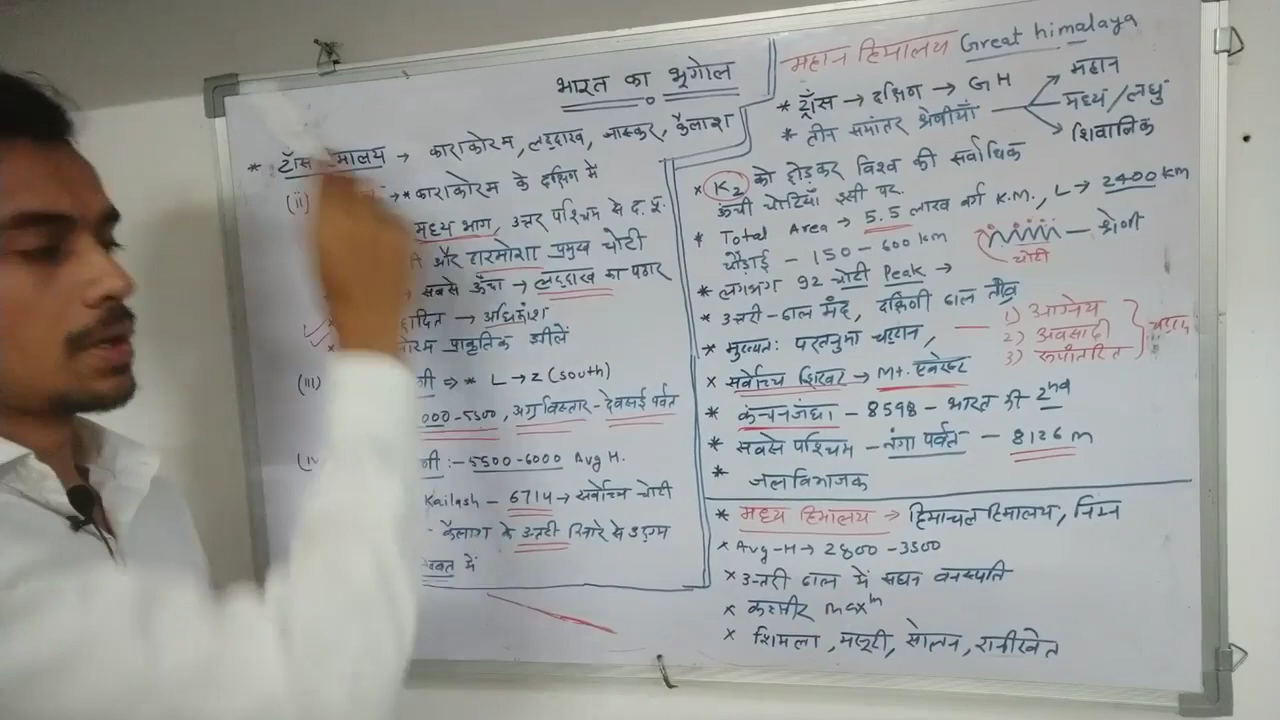 भारत का भूगोल
* ट्राँस हिमालय → काराकोरम, लद्दाख, जास्कर, कैलाश
(ii) →* काराकोरम के दक्षिण में
मध्य भाग, उत्तर पश्चिम से द. पू.
और हारमोशा प्रमुख चोटी
सबसे ऊँचा → लद्दाख का पठार
→ अधिकांश
प्राकृतिक झीलें
(iii) ⇒ * L → Z (South)
000-5500, अणुविस्तार - देवसाई पर्वत
(iv :- 5500-6000 Avg H.
Kailash - 6714 → सर्वोच्च चोटी
- कैलाश के उत्तरी किनारे से उद्गम
में
महान हिमालय Great himalaya
* ट्राँस → दक्षिण → G H
* तीन समांतर श्रेणीयाँ
महान
मध्य / लघु
शिवालिक
* K2 को छोड़कर विश्व की सर्वाधिक
ऊंची चोटियाँ इसी पर.
* Total Area → 5.5 लाख वर्ग K.M., L → 2400 km
चौड़ाई - 150 - 600 km
श्रेणी
चोटी
* लगभग 92 चोटी Peak →
* उत्तरी - ढाल मंद, दक्षिणी ढाल तीव्र
* मुख्यतः परतनुमा चट्टान,
1) आग्नेय
2) अवसादी
3) रूपांतरित
चट्टान
* सर्वोच्च शिखर → Mt. एवरेस्ट
* कंचनजंघा - 8598 - भारत की 2nd
* सबसे पश्चिम - नंगा पर्वत - 8126 m
* जलविभाजक
* मध्य हिमालय → हिमाचल हिमालय, निम्न
* Avg-H → 2800 - 3500
* उत्तरी ढाल में सघन वनस्पति
* कश्मीर maxm
* शिमला, मसूरी, सोलन, रानीखेत